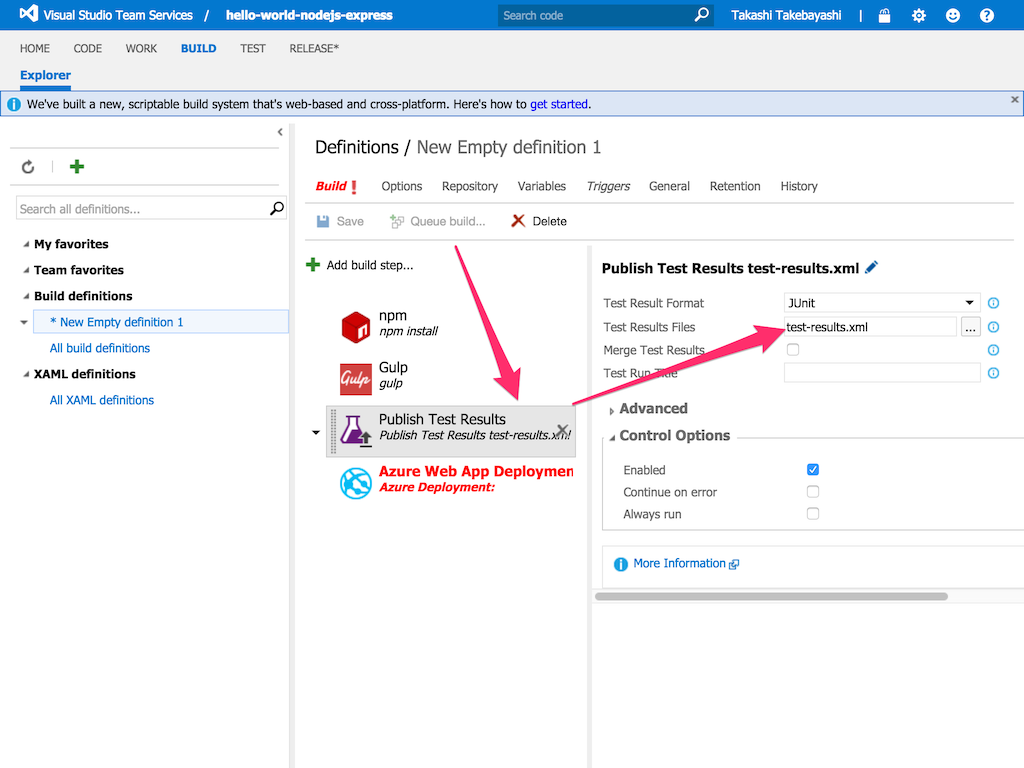 Visual Studio Team Services / hello-world-nodejs-express Search code Takashi Takebayashi
HOME CODE WORK BUILD TEST RELEASE*
Explorer
We've built a new, scriptable build system that's web-based and cross-platform. Here's how to get started.
Search all definitions...
My favorites
Team favorites
Build definitions
* New Empty definition 1
All build definitions
XAML definitions
All XAML definitions
Definitions / New Empty definition 1
Build ! Options Repository Variables Triggers General Retention History
Save Queue build... Delete
Add build step...
npm
npm install
Gulp
Gulp
gulp
Publish Test Results
Publish Test Results test-results.xml
Azure Web App Deploymen
Azure Deployment:
Publish Test Results test-results.xml
Test Result Format JUnit
Test Results Files test-results.xml ...
Merge Test Results
Test Run Title
Advanced
Control Options
Enabled
Continue on error
Always run
More Information